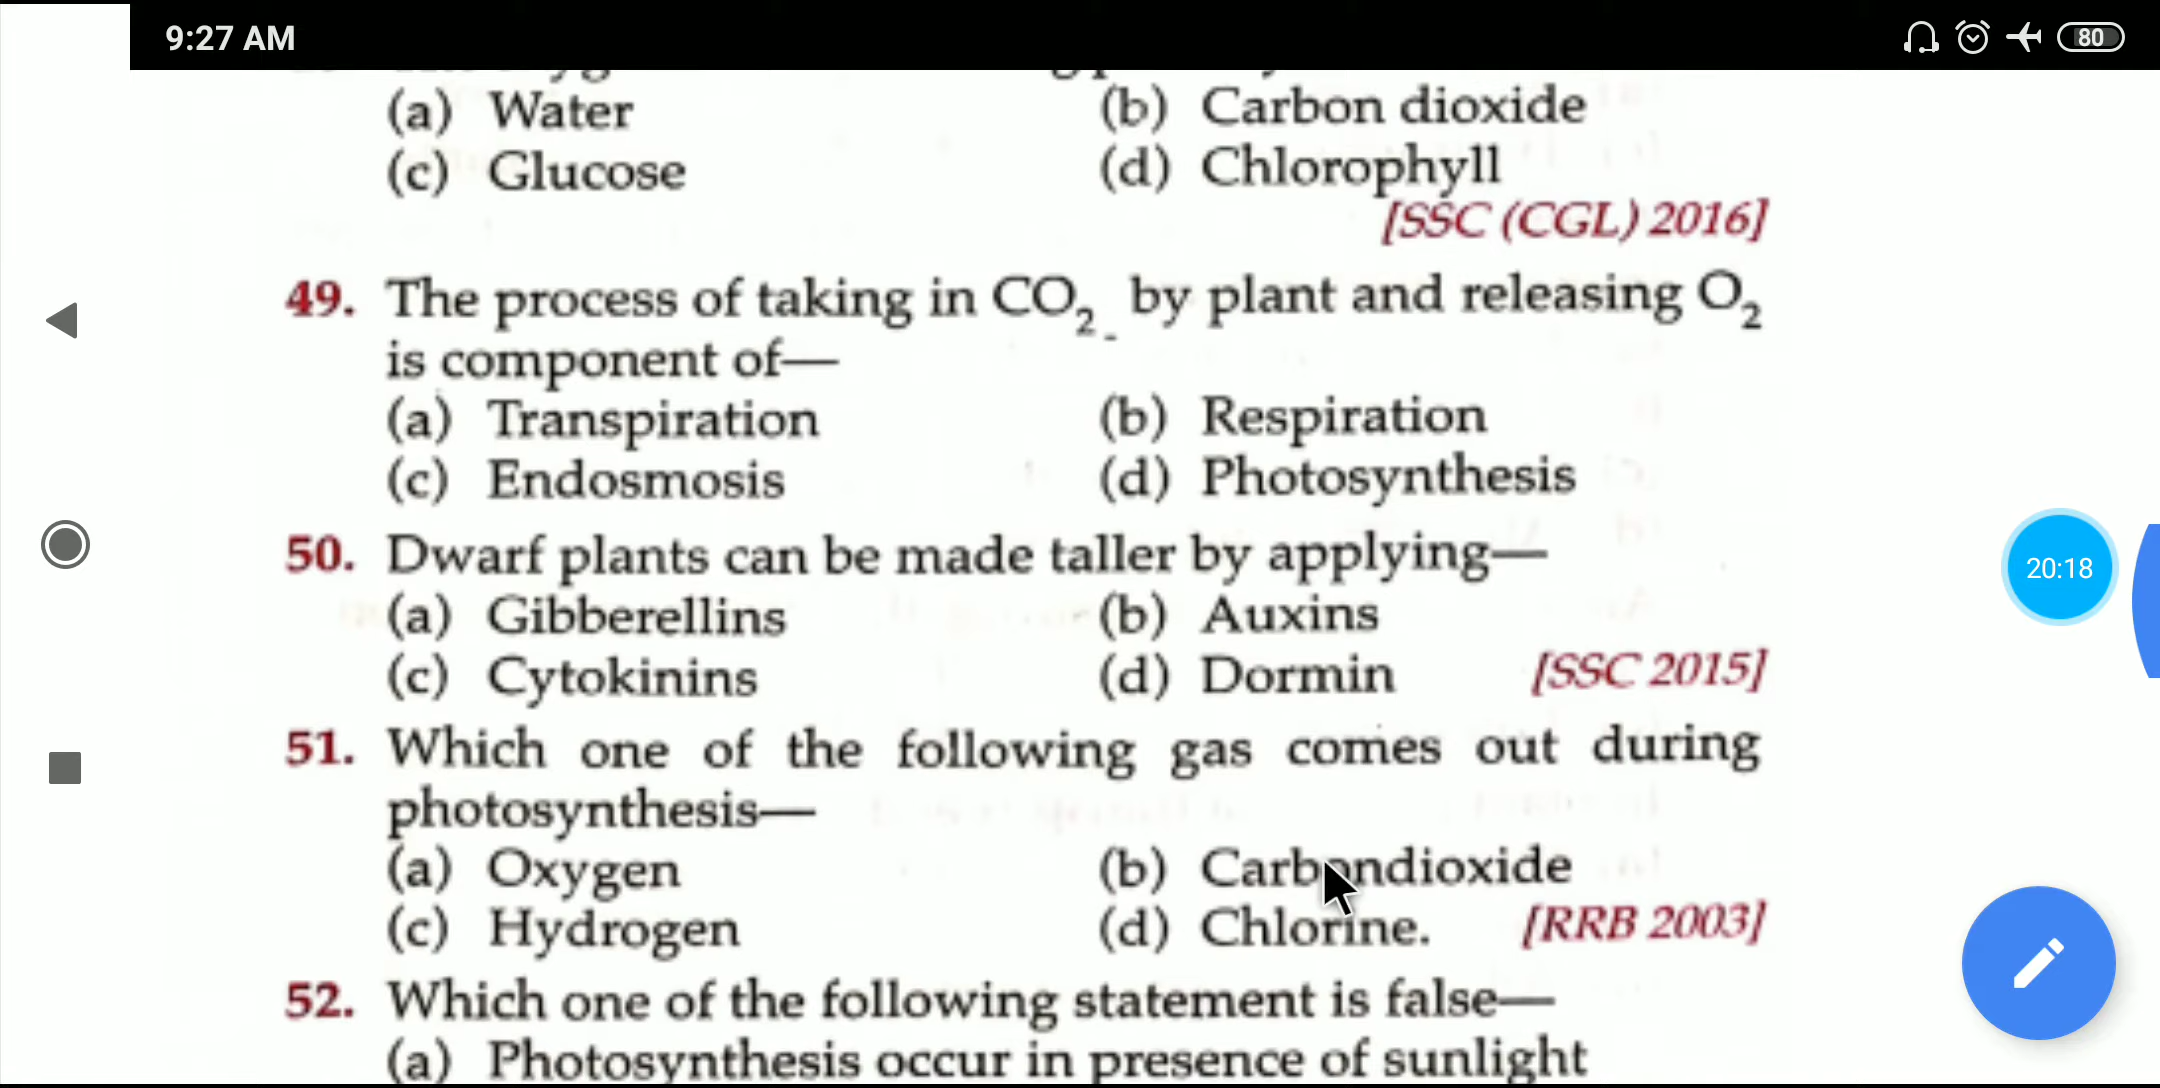 9:27 AM
80
(a) Water (b) Carbon dioxide
(c) Glucose (d) Chlorophyll
[SSC (CGL) 2016]
49. The process of taking in CO₂ by plant and releasing O₂
is component of—
(a) Transpiration (b) Respiration
(c) Endosmosis (d) Photosynthesis
50. Dwarf plants can be made taller by applying—
(a) Gibberellins (b) Auxins
(c) Cytokinins (d) Dormin [SSC 2015]
20:18
51. Which one of the following gas comes out during
photosynthesis—
(a) Oxygen (b) Carbondioxide
(c) Hydrogen (d) Chlorine. [RRB 2003]
52. Which one of the following statement is false—
(a) Photosynthesis occur in presence of sunlight